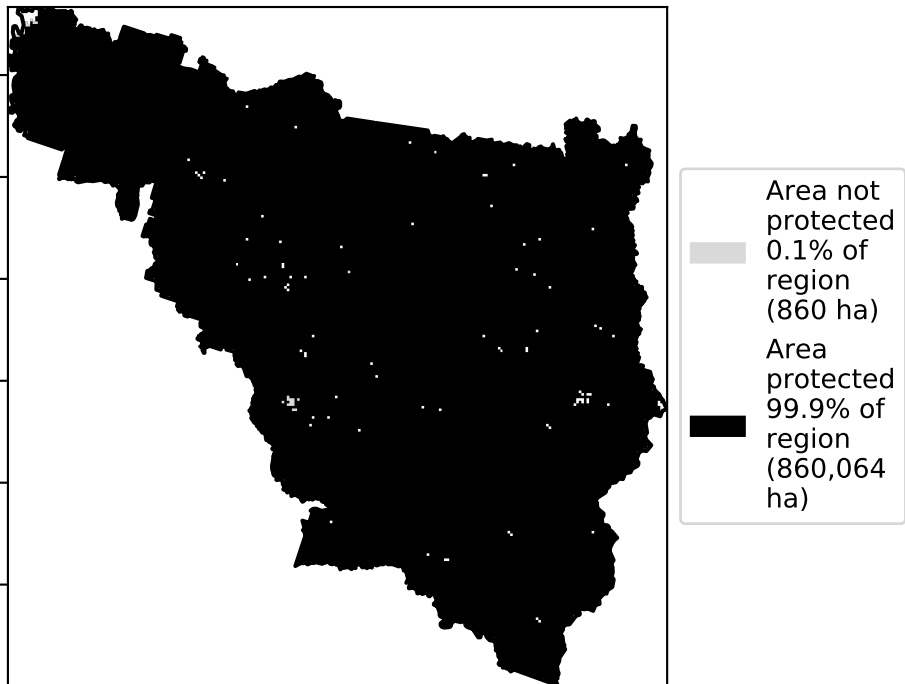 Area not
protected
0.1% of
region
(860 ha)
Area
protected
99.9% of
region
(860,064
ha)